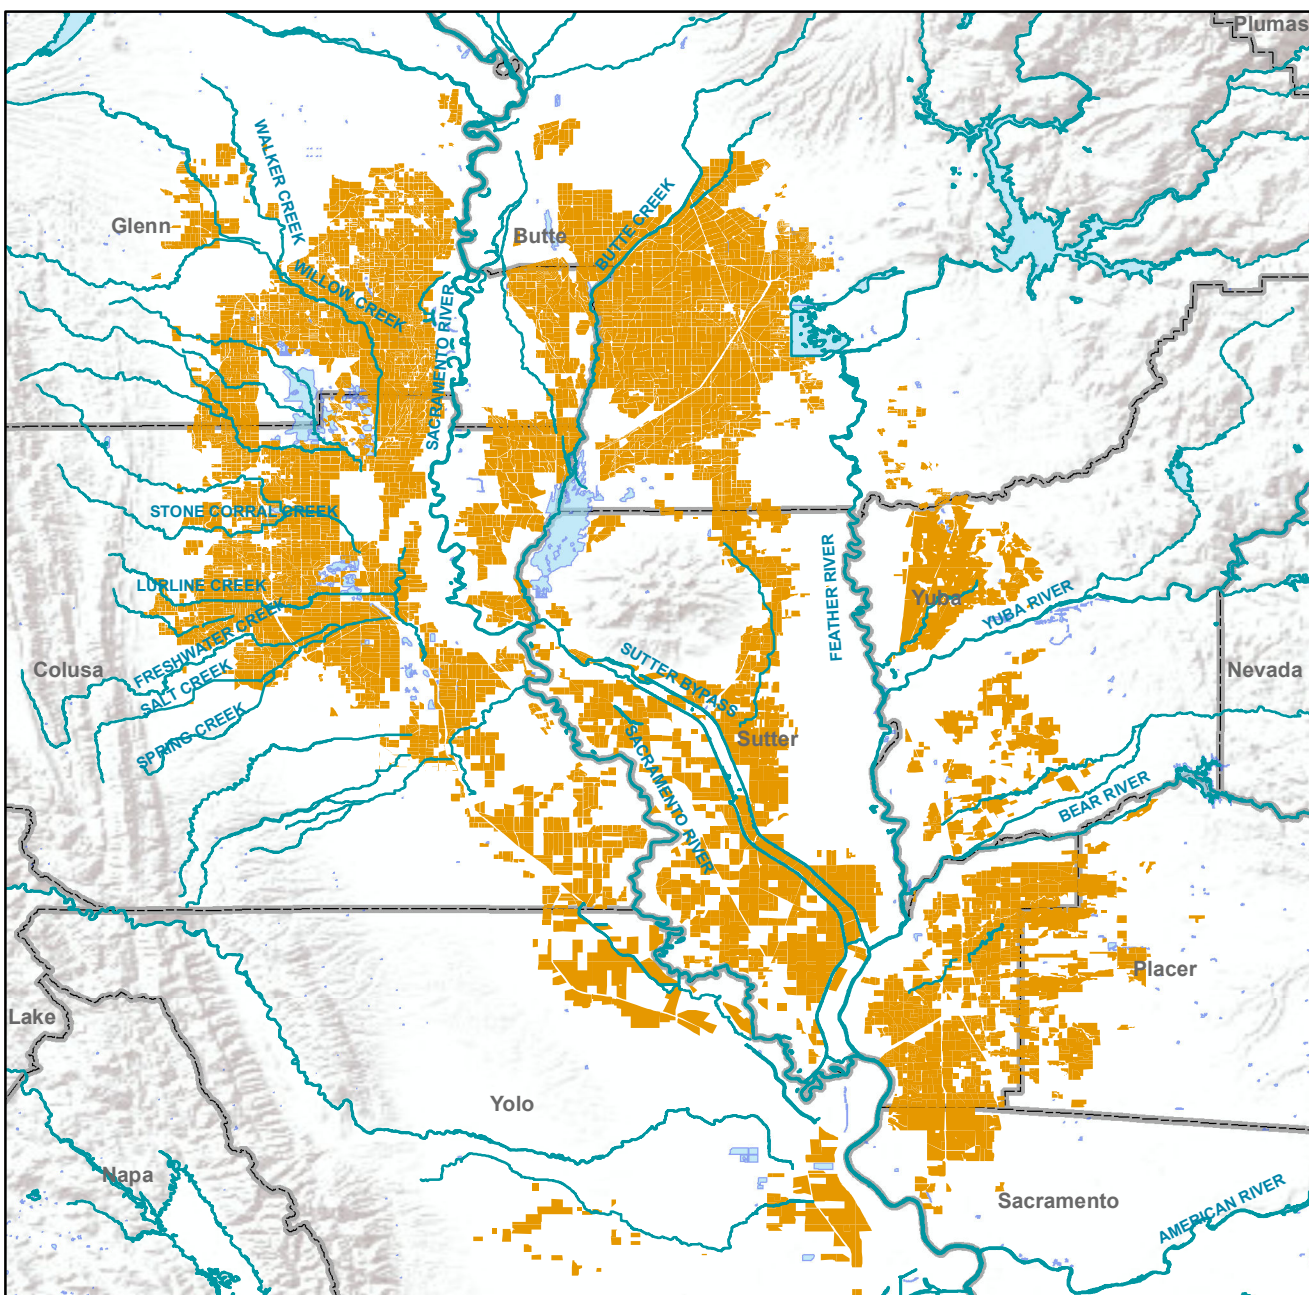 Plumas
WALKER CREEK
Glenn
Butte
BUTTE CREEK
WILLOW CREEK
SACRAMENTO RIVER
STONE CORRAL CREEK
LURLINE CREEK
FRESHWATER CREEK
FEATHER RIVER
Yuba
YUBA RIVER
Colusa
SALT CREEK
SUTTER BYPASS
Nevada
SPRING CREEK
SACRAMENTO RIVER
Sutter
BEAR RIVER
Placer
Lake
Yolo
Napa
Sacramento
AMERICAN RIVER